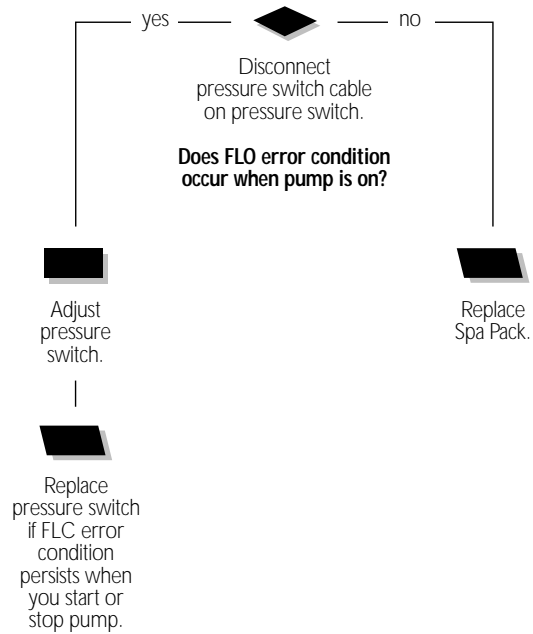 yes
no
Disconnect
pressure switch cable
on pressure switch.
Does FLO error condition
occur when pump is on?
Adjust
pressure
switch.
Replace
Spa Pack.
Replace
pressure switch
if FLC error
condition
persists when
you start or
stop pump.